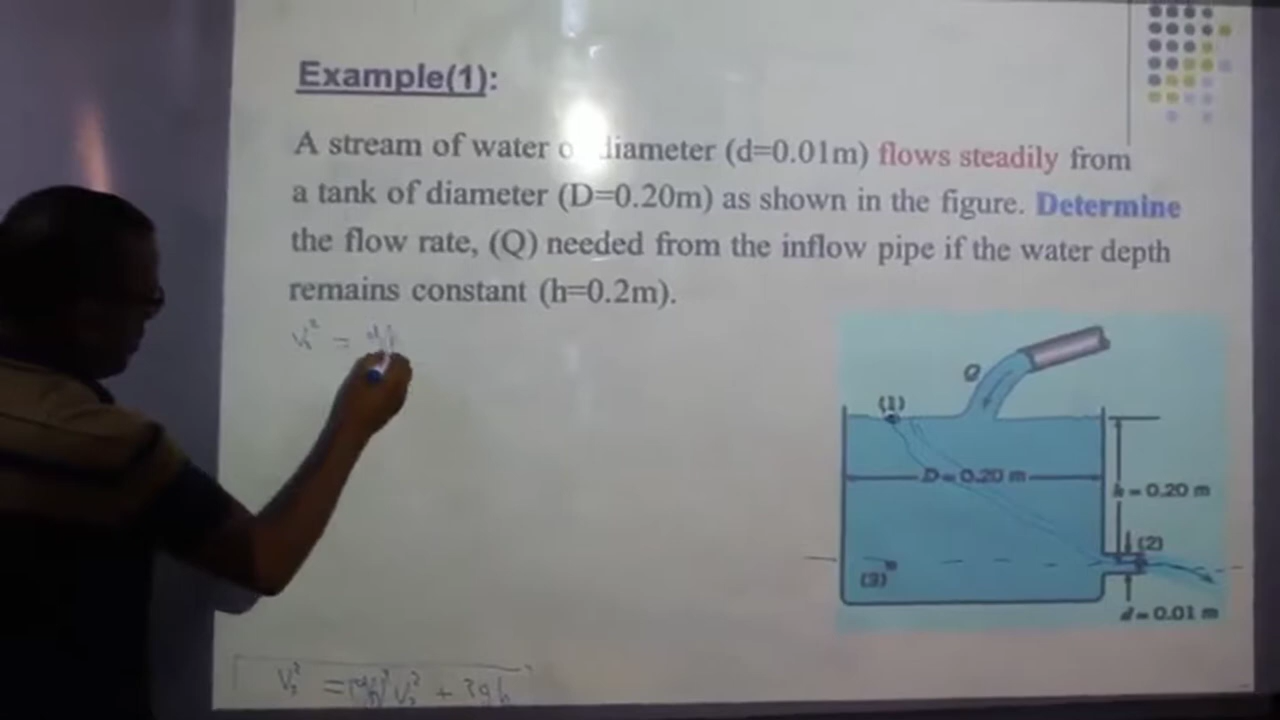 Example(1):
A stream of water diameter (d=0.01m) flows steadily from
a tank of diameter (D=0.20m) as shown in the figure. Determine
the flow rate, (Q) needed from the inflow pipe if the water depth
remains constant (h=0.2m).
Q
(1)
D=0.20 m
h=0.20 m
(2)
(3)
d=0.01 m
+ 2gh